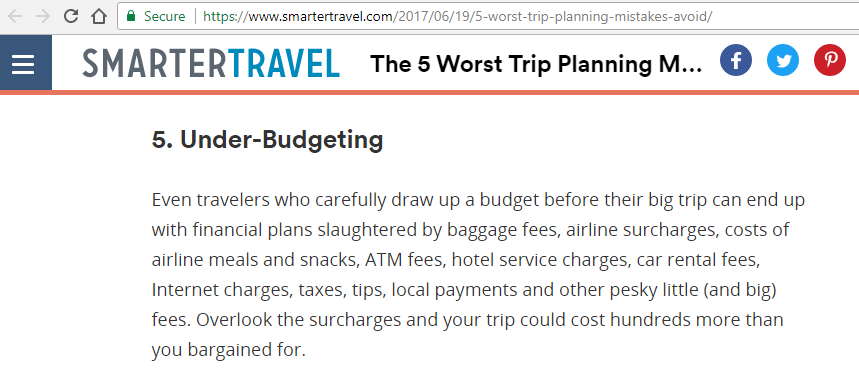 Secure https://www.smartertravel.com/2017/06/19/5-worst-trip-planning-mistakes-avoid/
SMARTERTRAVEL The 5 Worst Trip Planning M...
5. Under-Budgeting
Even travelers who carefully draw up a budget before their big trip can end up
with financial plans slaughtered by baggage fees, airline surcharges, costs of
airline meals and snacks, ATM fees, hotel service charges, car rental fees,
Internet charges, taxes, tips, local payments and other pesky little (and big)
fees. Overlook the surcharges and your trip could cost hundreds more than
you bargained for.